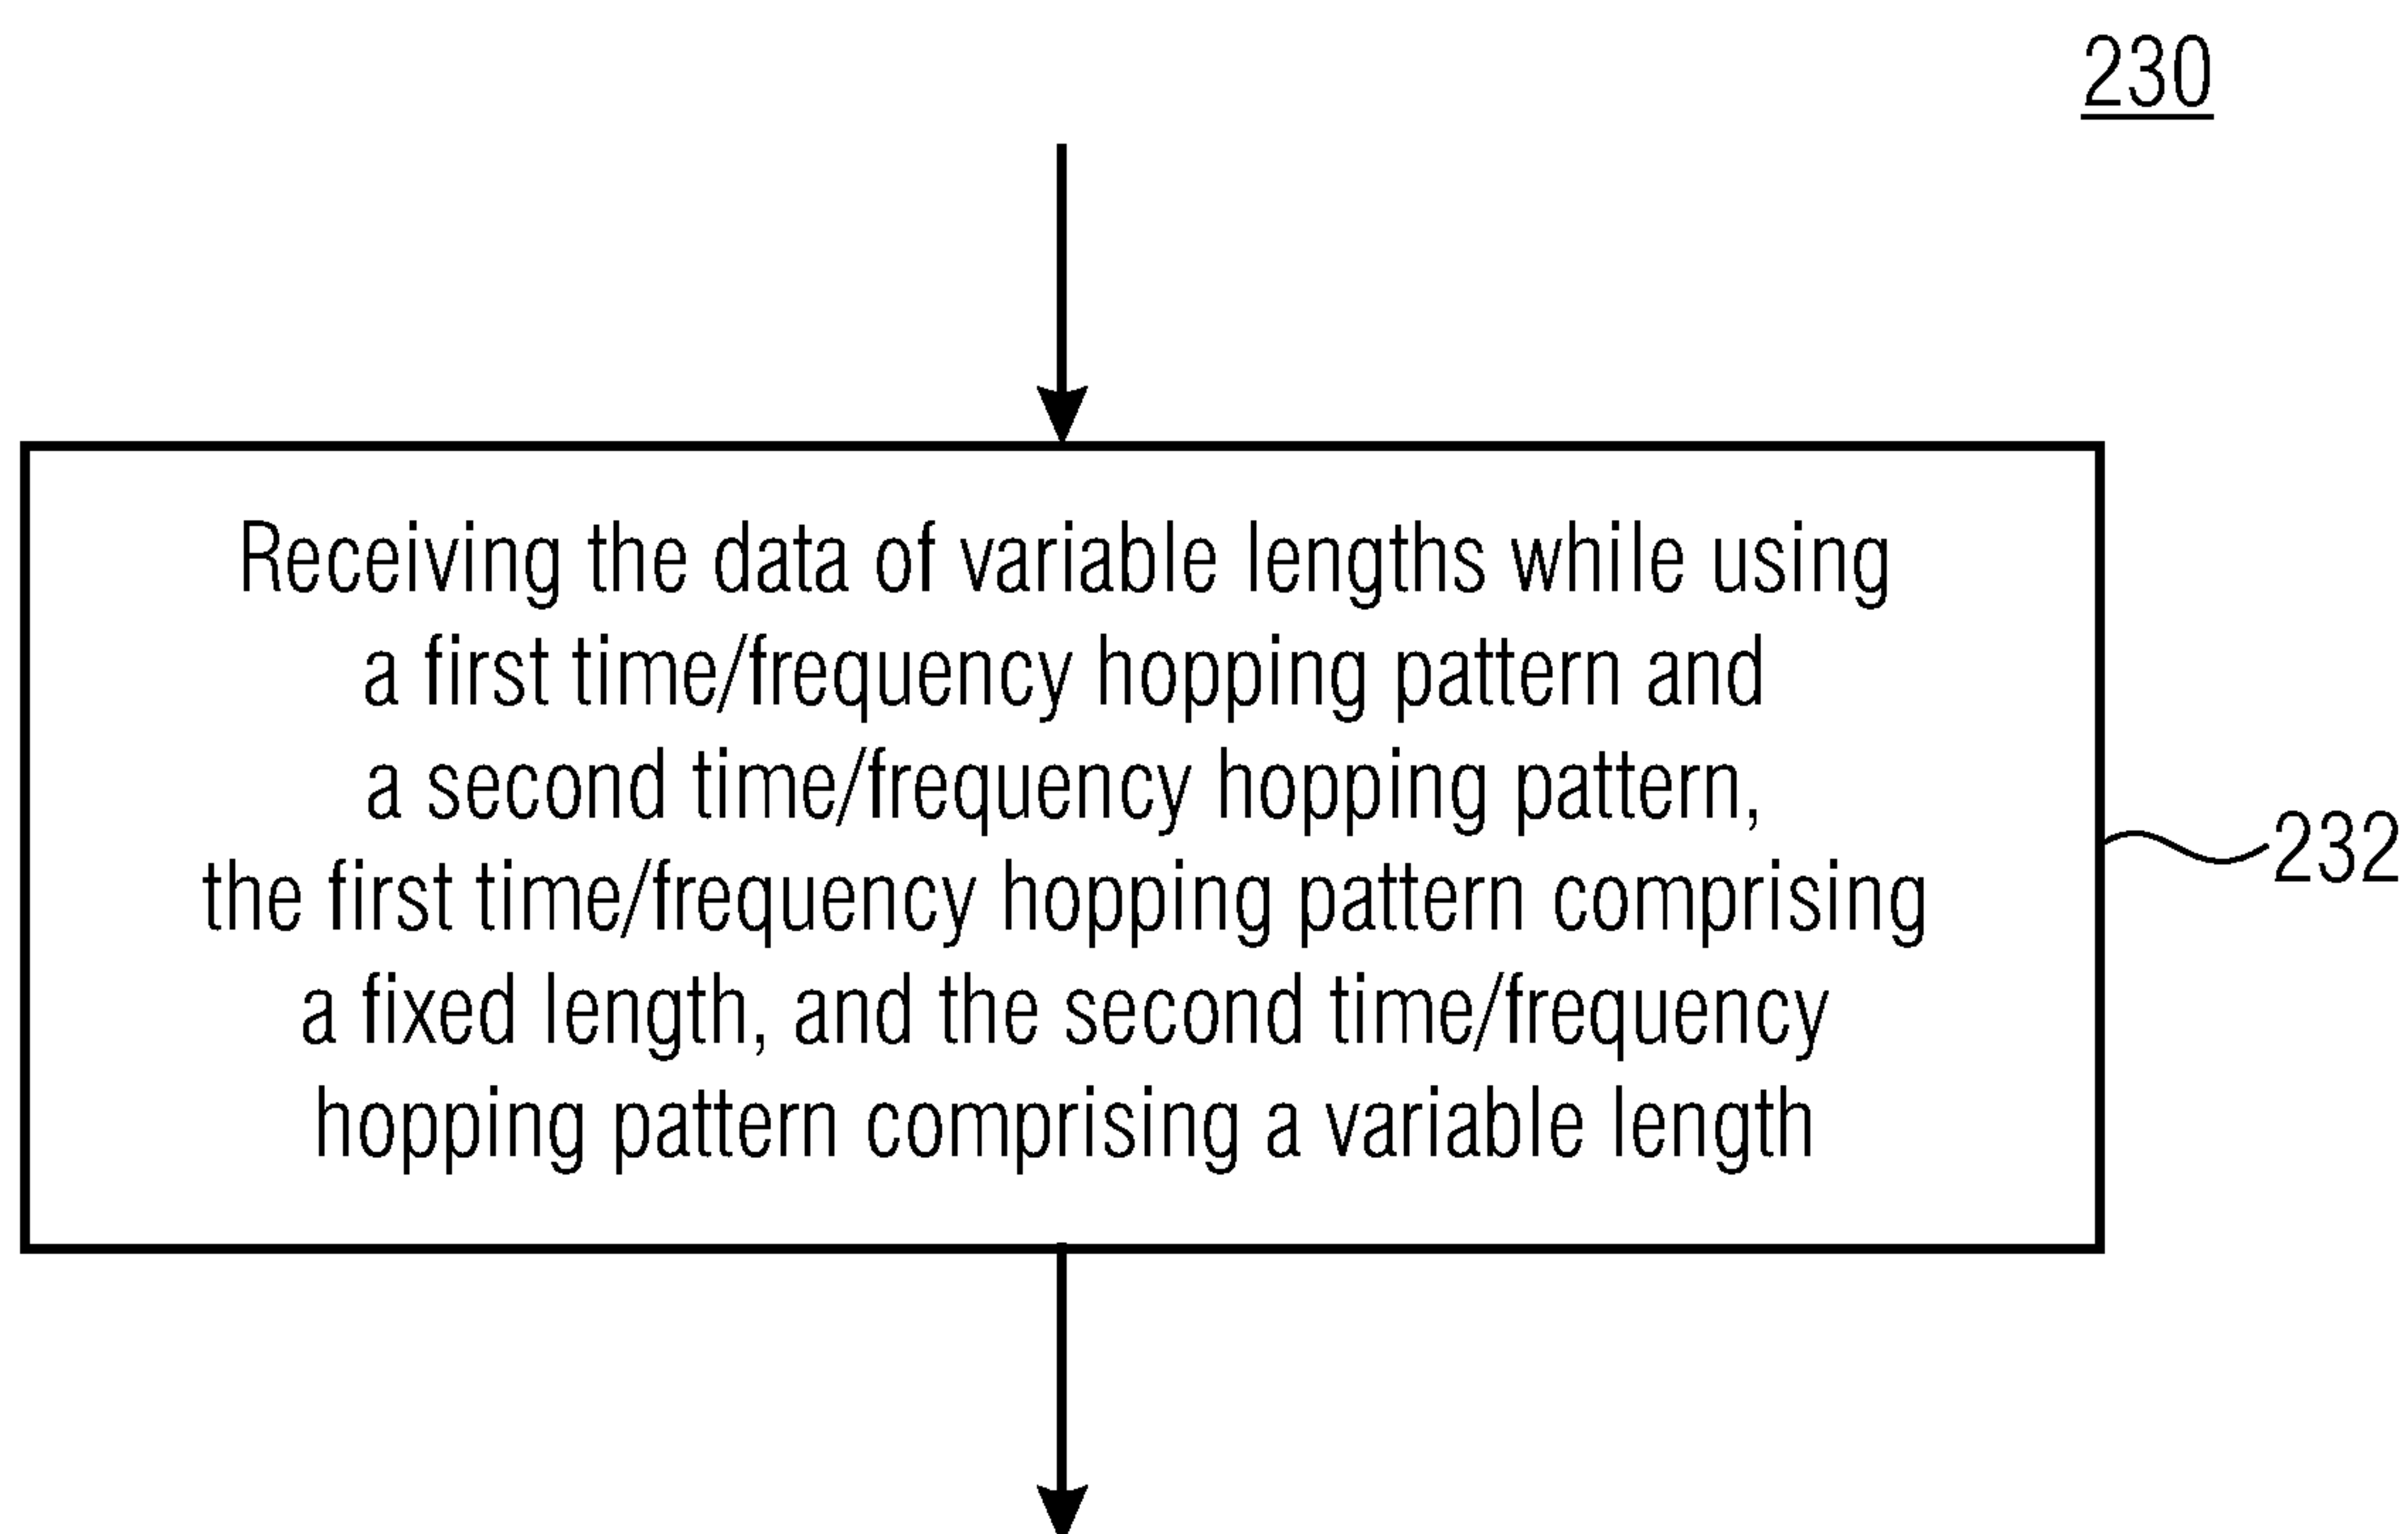 230
Receiving the data of variable lengths while using
a first time/frequency hopping pattern and
a second time/frequency hopping pattern,
the first time/frequency hopping pattern comprising
a fixed length, and the second time/frequency
hopping pattern comprising a variable length
232